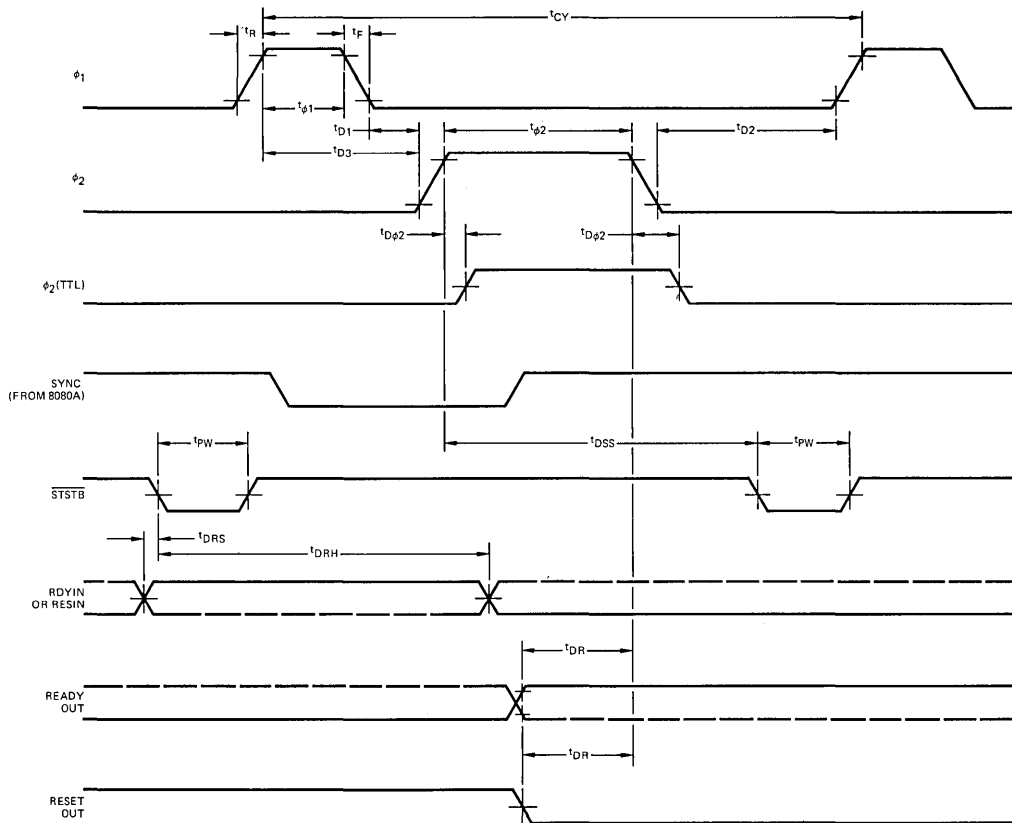 tCY
tR
tF
φ1
tφ1
tD1
tφ2
tD2
tD3
φ2
tDφ2
tDφ2
φ2(TTL)
SYNC
(FROM 8080A)
tPW
tDSS
tPW
STSTB
tDRS
tDRH
RDYIN
OR RESIN
tDR
READY
OUT
tDR
RESET
OUT